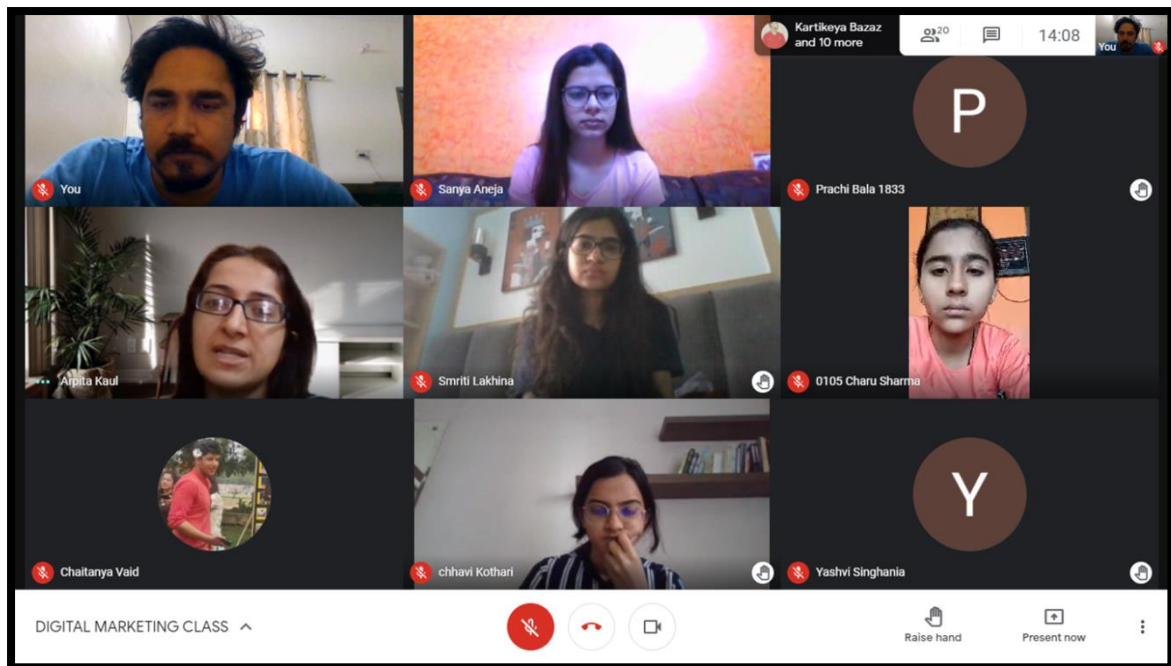 Kartikeya Bazaz
and 10 more
20
14:08
You
You
Sanya Aneja
P
Prachi Bala 1833
Arpita Kaul
Smriti Lakhina
0105 Charu Sharma
Chaitanya Vaid
chhavi Kothari
Y
Yashvi Singhania
DIGITAL MARKETING CLASS
Raise hand
Present now